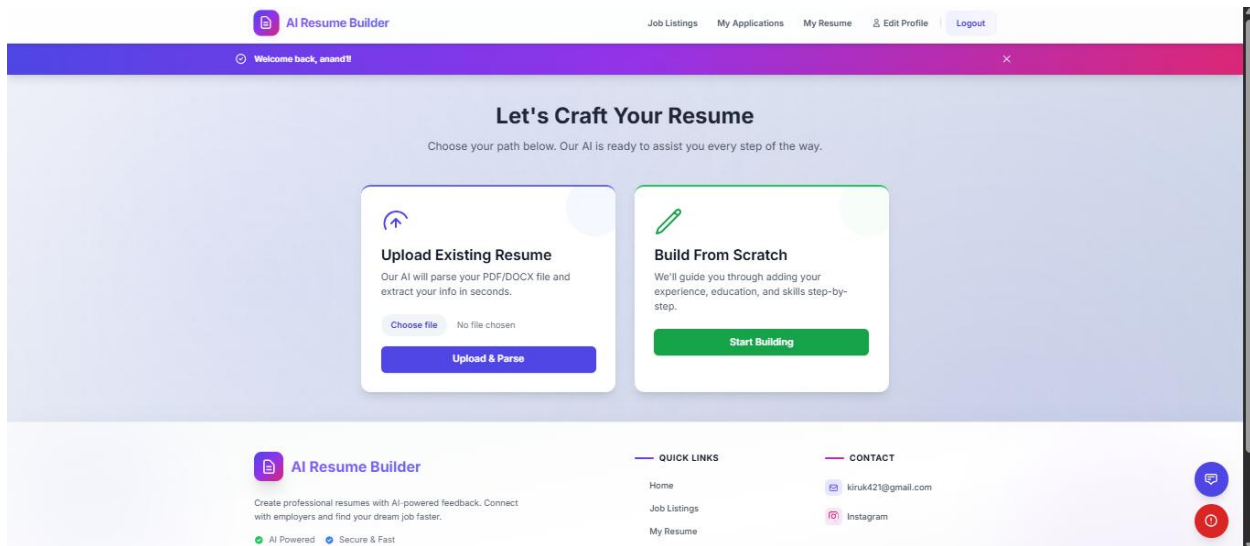 AI Resume Builder
Job Listings My Applications My Resume Edit Profile Logout
Welcome back, anand1!
Let's Craft Your Resume
Choose your path below. Our AI is ready to assist you every step of the way.
Upload Existing Resume
Our AI will parse your PDF/DOCX file and
extract your info in seconds.
Choose file No file chosen
Upload & Parse
Build From Scratch
We'll guide you through adding your
experience, education, and skills step-by-
step.
Start Building
AI Resume Builder
Create professional resumes with AI-powered feedback. Connect
with employers and find your dream job faster.
AI Powered Secure & Fast
QUICK LINKS
Home
Job Listings
My Resume
CONTACT
kiruk421@gmail.com
Instagram